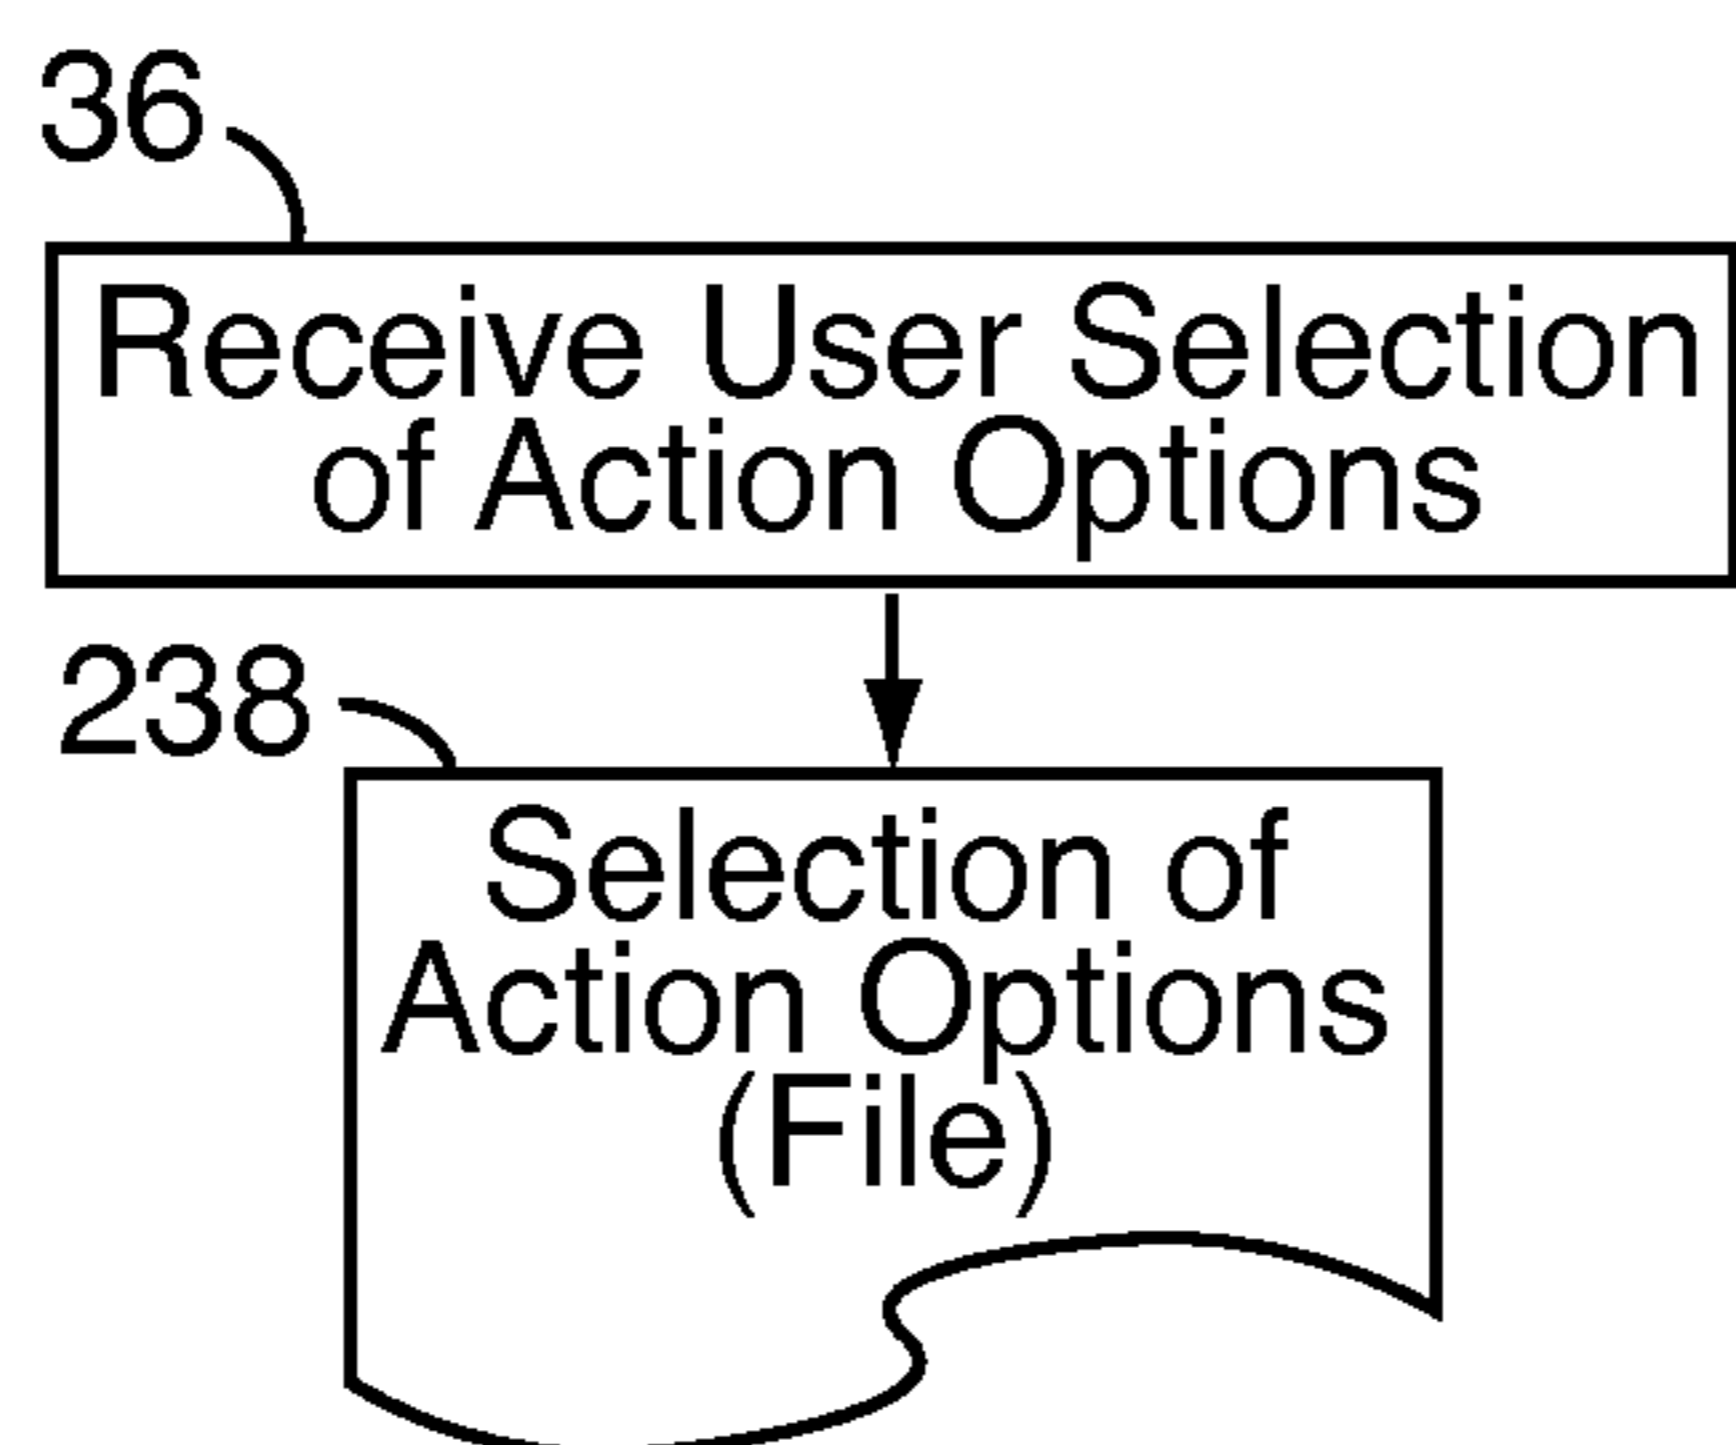 36
Receive User Selection
of Action Options
238
Selection of
Action Options
(File)